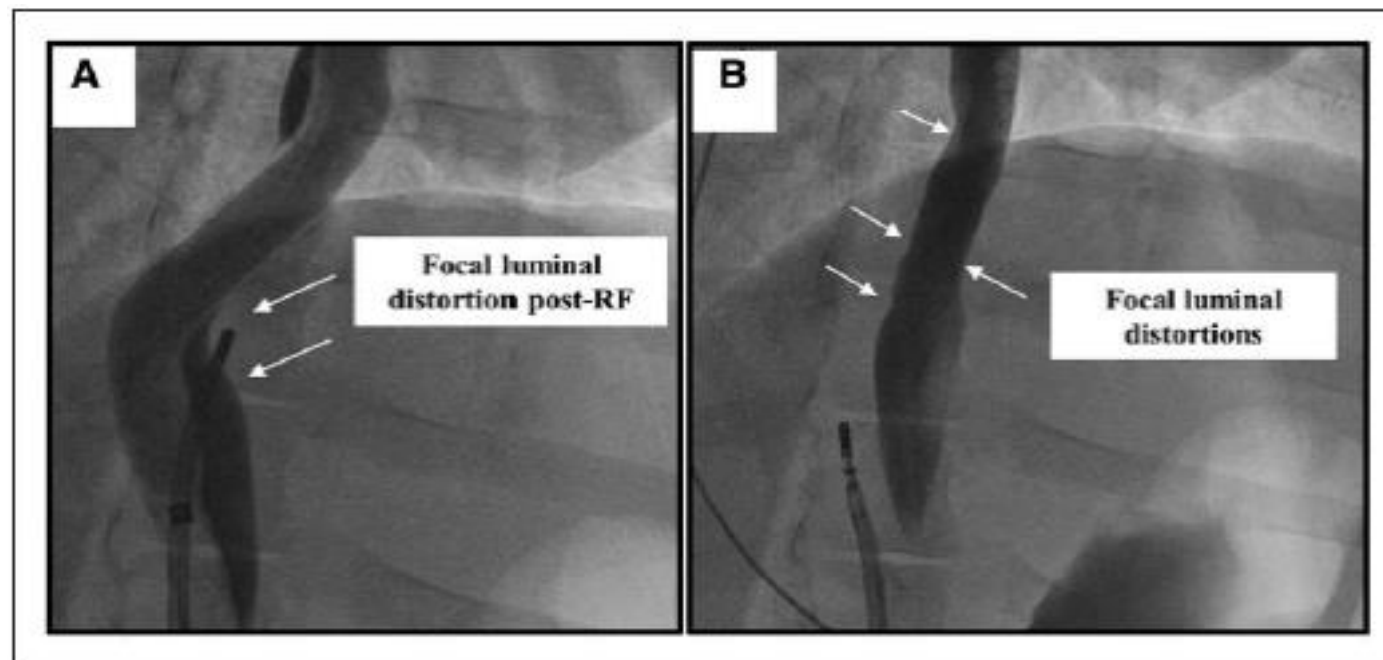 A
Focal luminal
distortion post-RF
B
Focal luminal
distortions